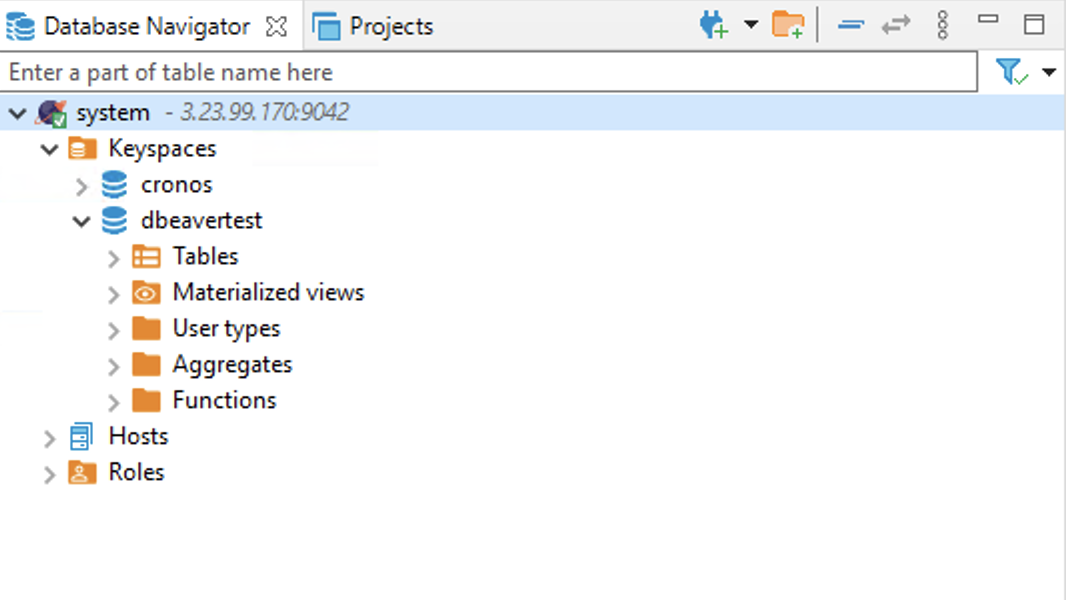 Database Navigator Projects
Enter a part of table name here
system - 3.23.99.170:9042
Keyspaces
cronos
dbeavertest
Tables
Materialized views
User types
Aggregates
Functions
Hosts
Roles